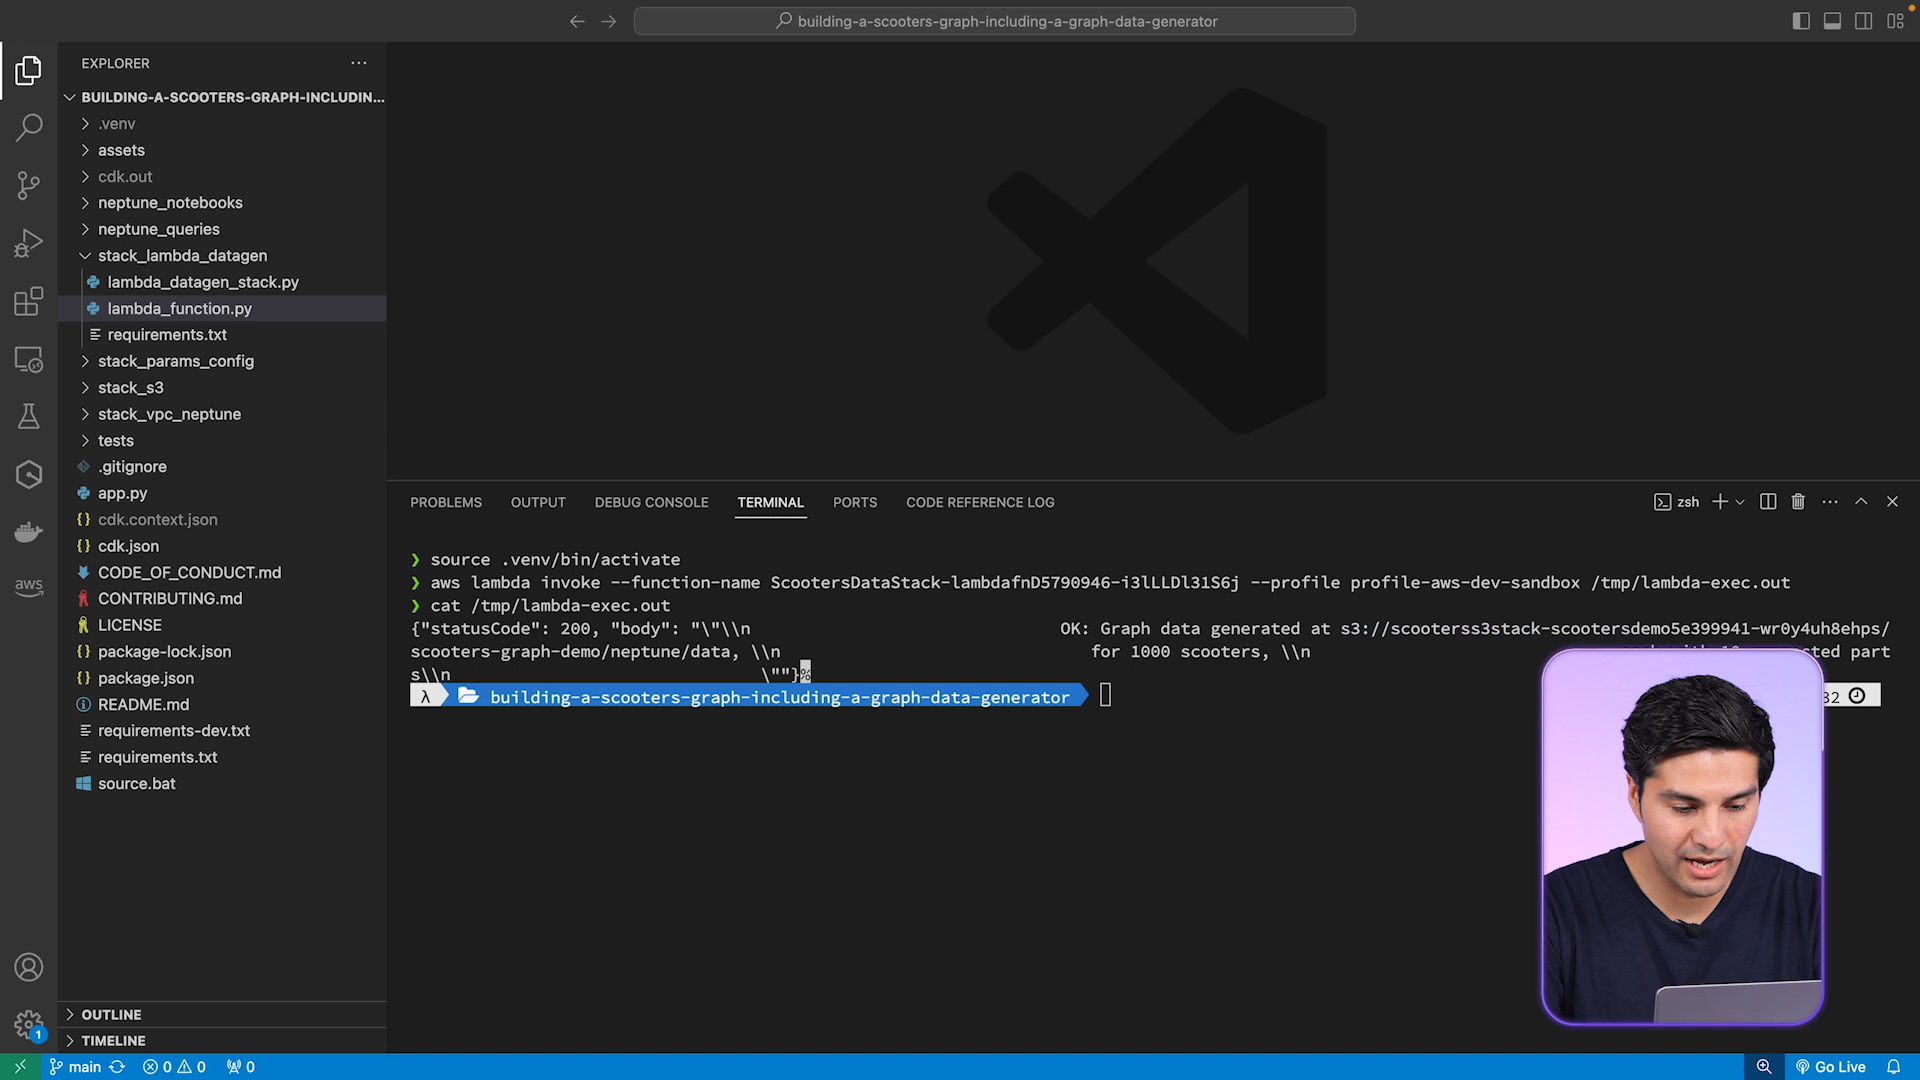 building-a-scooters-graph-including-a-graph-data-generator
EXPLORER
BUILDING-A-SCOOTERS-GRAPH-INCLUDIN...
.venv
assets
cdk.out
neptune_notebooks
neptune_queries
stack_lambda_datagen
lambda_datagen_stack.py
lambda_function.py
requirements.txt
stack_params_config
stack_s3
stack_vpc_neptune
tests
.gitignore
app.py
cdk.context.json
cdk.json
CODE_OF_CONDUCT.md
CONTRIBUTING.md
LICENSE
package-lock.json
package.json
README.md
requirements-dev.txt
requirements.txt
source.bat
OUTLINE
TIMELINE
aws
1
PROBLEMS OUTPUT DEBUG CONSOLE TERMINAL PORTS CODE REFERENCE LOG
zsh
❯ source .venv/bin/activate
❯ aws lambda invoke --function-name ScootersDataStack-lambdafnD5790946-i3lLLDl31S6j --profile profile-aws-dev-sandbox /tmp/lambda-exec.out
❯ cat /tmp/lambda-exec.out
{"statusCode": 200, "body": "\"\\n OK: Graph data generated at s3://scooterss3stack-scootersdemo5e399941-wr0y4uh8ehps/
scooters-graph-demo/neptune/data, \\n for 1000 scooters, \\n part
s\\n \""}%
λ building-a-scooters-graph-including-a-graph-data-generator
main 0 0 0
Go Live